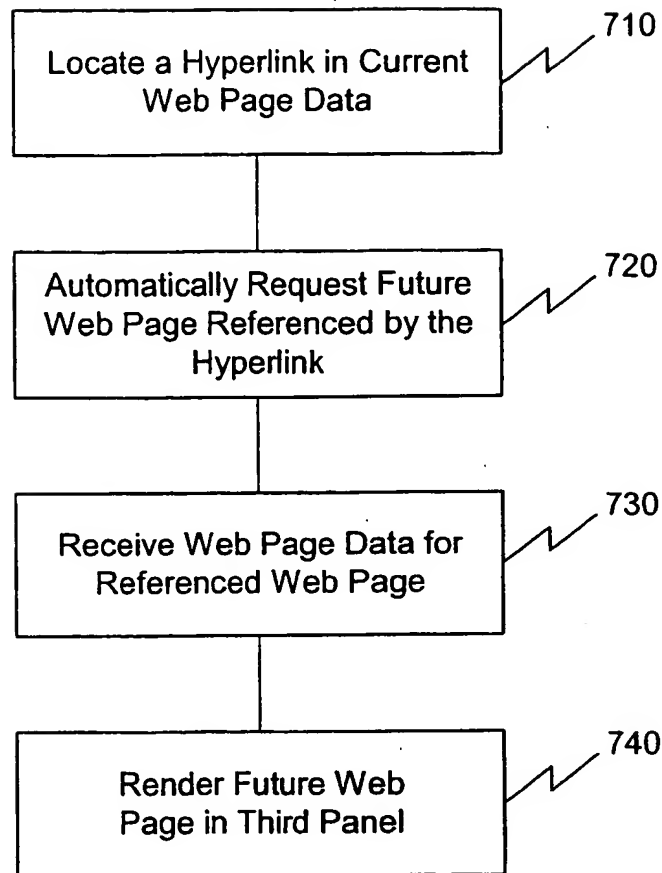 710
Locate a Hyperlink in Current
Web Page Data
720
Automatically Request Future
Web Page Referenced by the
Hyperlink
730
Receive Web Page Data for
Referenced Web Page
740
Render Future Web
Page in Third Panel